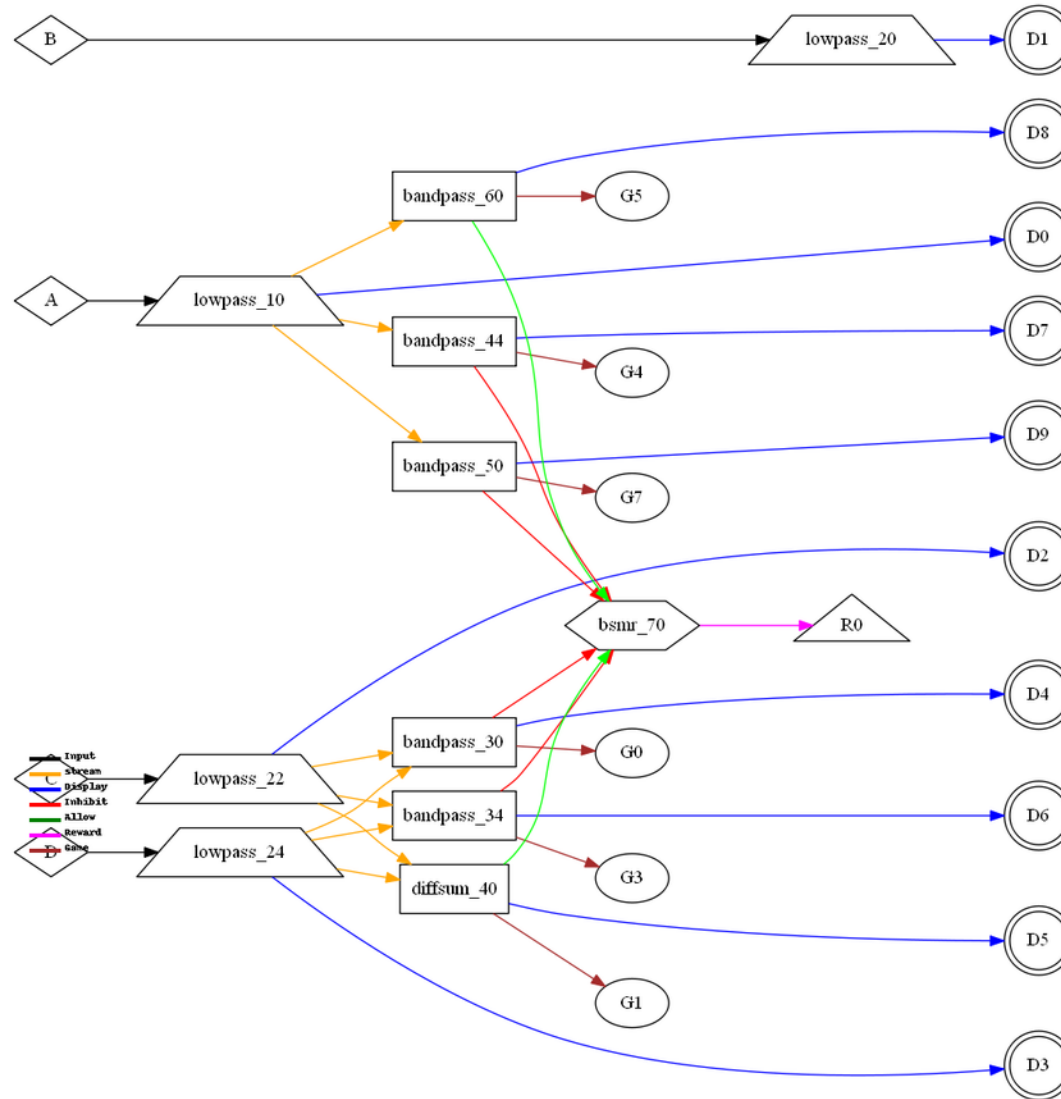 B
lowpass_20
D1
D8
bandpass_60
G5
D0
A
lowpass_10
D7
bandpass_44
G4
D9
bandpass_50
G7
D2
bsmr_70
R0
D4
bandpass_30
G0
C
lowpass_22
Input
stream
Display
Inhibit
Allow
Reward
Game
bandpass_34
D6
D
lowpass_24
G3
diffsum_40
D5
G1
D3